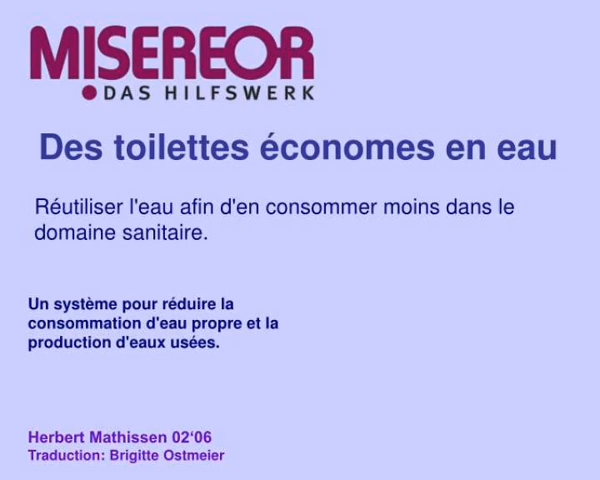 MISEREOR
DAS HILFSWERK
Des toilettes économes en eau
Réutiliser l'eau afin d'en consommer moins dans le
domaine sanitaire.
Un système pour réduire la
consommation d'eau propre et la
production d'eaux usées.
Herbert Mathissen 02‘06
Traduction: Brigitte Ostmeier